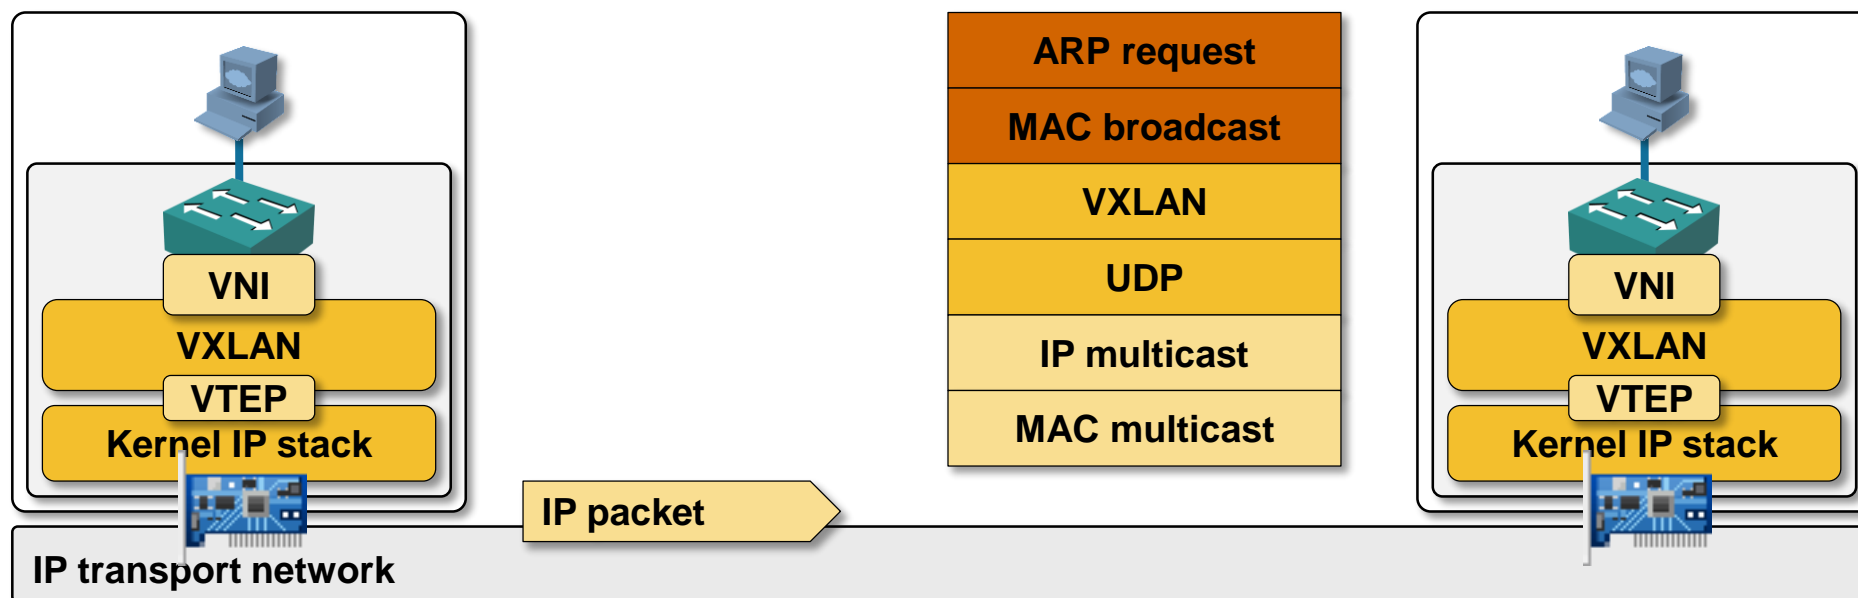 VNI
VXLAN
VTEP
Kernel IP stack
IP packet
ARP request
MAC broadcast
VXLAN
UDP
IP multicast
MAC multicast
VNI
VXLAN
VTEP
Kernel IP stack
IP transport network